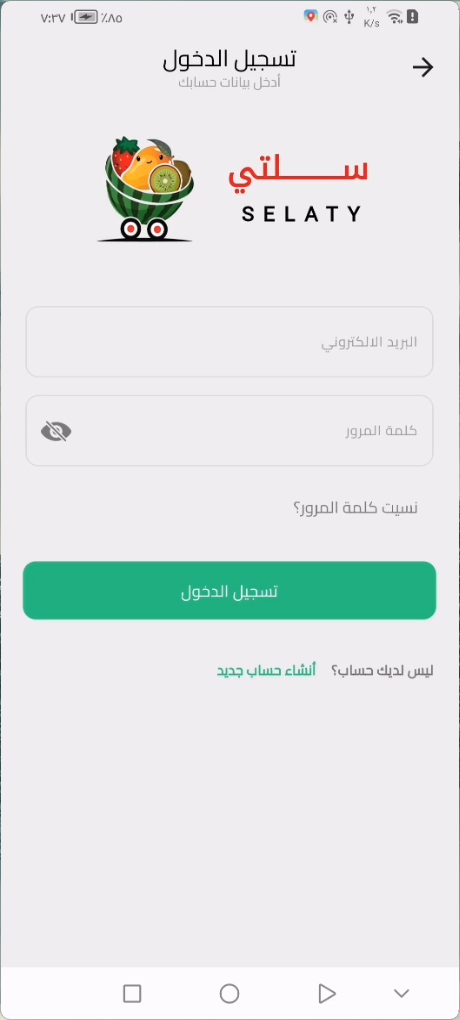 ٧:٣٧ ٪٨٥
١,٢
K/s
تسجيل الدخول
أدخل بيانات حسابك
سلتي
SELATY
البريد الالكتروني
كلمة المرور
نسيت كلمة المرور؟
تسجيل الدخول
ليس لديك حساب؟ أنشاء حساب جديد